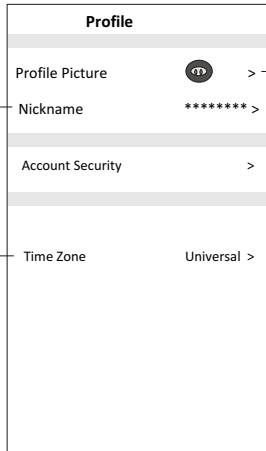 Profile
Profile Picture >
Nickname ******** >
Account Security >
Time Zone Universal >